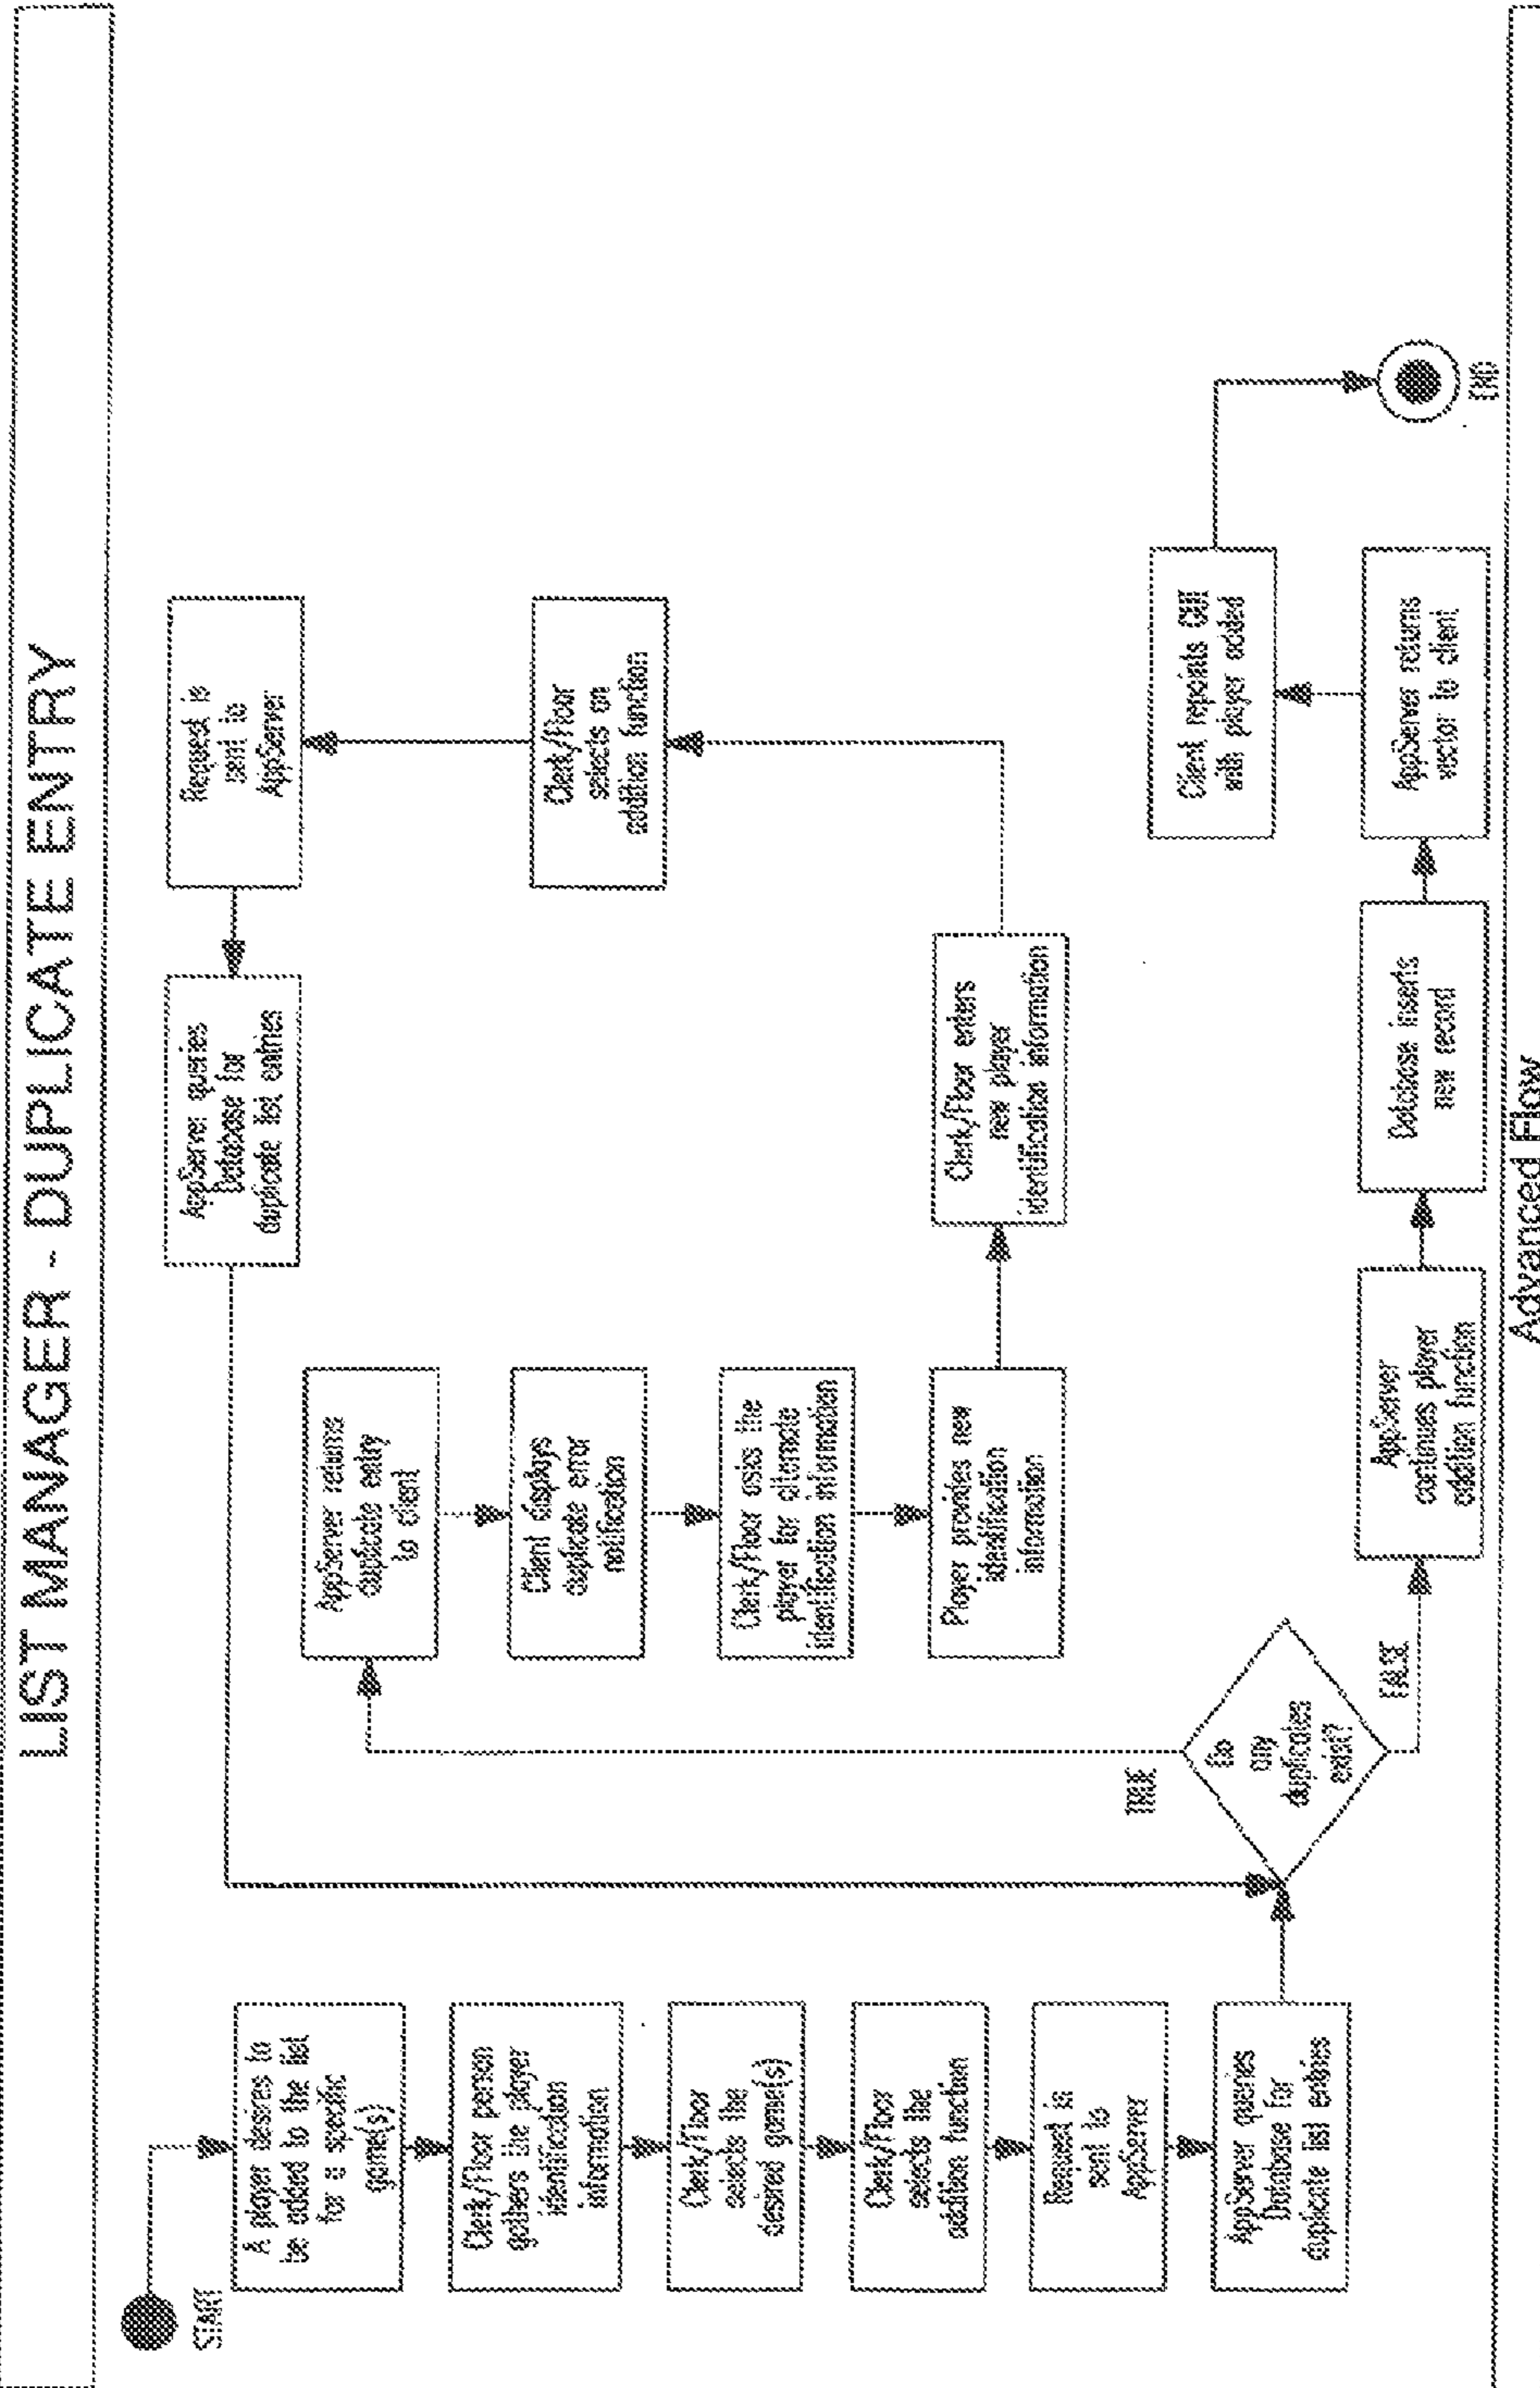 LIST MANAGER - DUPLICATE ENTRY
START
A player desires to
be added to the list
for a specific
game(s)
Clerk/Floor person
gathers the player
identification
information
Clerk/Floor
selects the
desired game(s)
Clerk/Floor
selects the
addition function
Request is
sent to
AppServer
AppServer queries
Database for
duplicate list entries
Do
any
duplicates
exist?
TRUE
FALSE
AppServer returns
duplicate entry
to client
Client displays
duplicate error
notification
Clerk/Floor asks the
player for alternate
identification information
Player provides new
identification
information
Clerk/Floor enters
new player
identification information
Clerk/Floor
selects on
addition function
Request is
sent to
AppServer
AppServer queries
Database for
duplicate list entries
AppServer
continues player
addition function
Database inserts
new record
AppServer returns
vector to client
Client repaints GUI
with player added
END
Advanced Flow